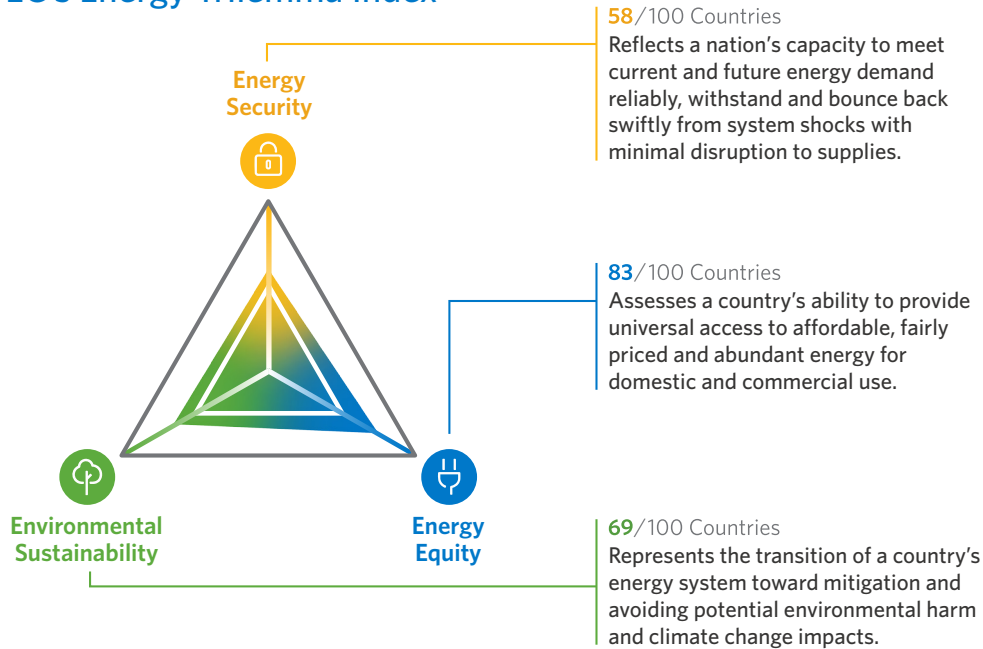 Energy Trilemma Index
58/100 Countries
Reflects a nation's capacity to meet
current and future energy demand
reliably, withstand and bounce back
swiftly from system shocks with
minimal disruption to supplies.
Energy
Security
83/100 Countries
Assesses a country's ability to provide
universal access to affordable, fairly
priced and abundant energy for
domestic and commercial use.
Environmental
Sustainability
Energy
Equity
69/100 Countries
Represents the transition of a country's
energy system toward mitigation and
avoiding potential environmental harm
and climate change impacts.